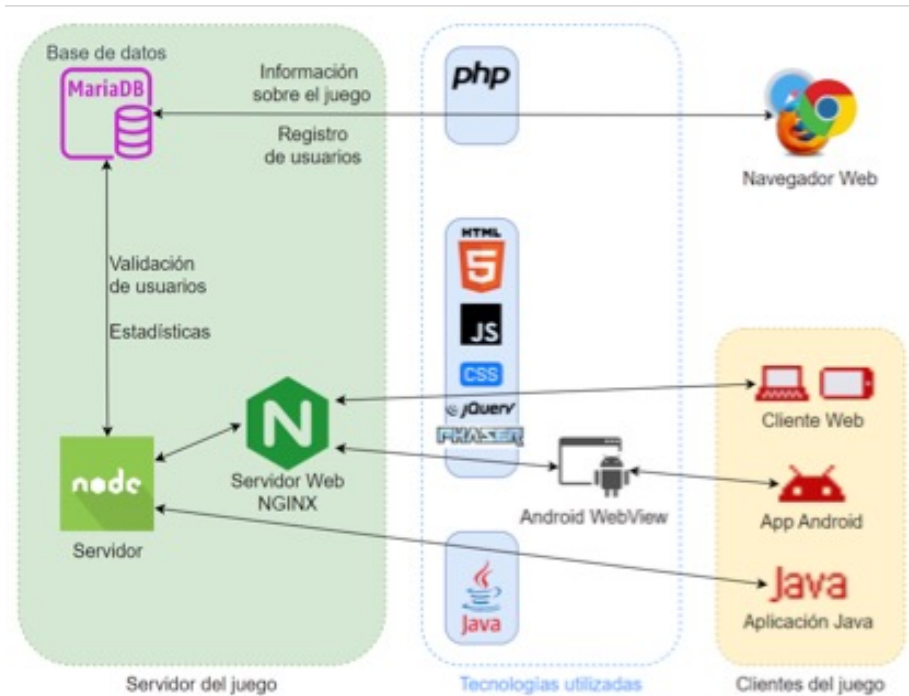 Base de datos
MariaDB
Información
sobre el juego
Registro
de usuarios
php
Navegador Web
Validación
de usuarios
Estadísticas
HTML
5
JS
CSS
jQuery
PHASER
N
Servidor Web
NGINX
node
Servidor
Android WebView
Cliente Web
App Android
Java
Aplicación Java
Java
Servidor del juego
Tecnologías utilizadas
Clientes del juego